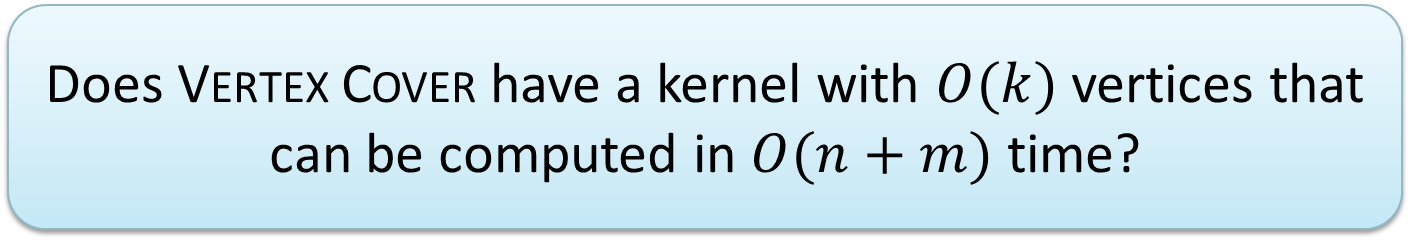 Does VERTEX COVER have a kernel with O(k) vertices that
can be computed in O(n + m) time?